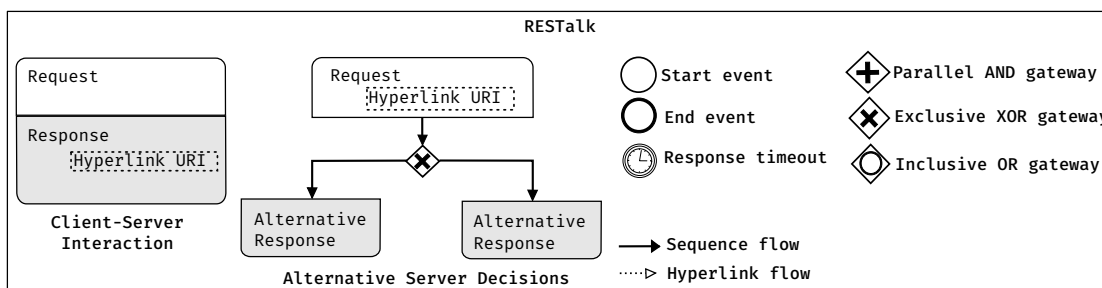 RESTalk
Request
Response
Hyperlink URI
Client-Server
Interaction
Request
Hyperlink URI
Alternative
Response
Alternative
Response
Alternative Server Decisions
Start event
End event
Response timeout
Parallel AND gateway
Exclusive XOR gateway
Inclusive OR gateway
Sequence flow
Hyperlink flow